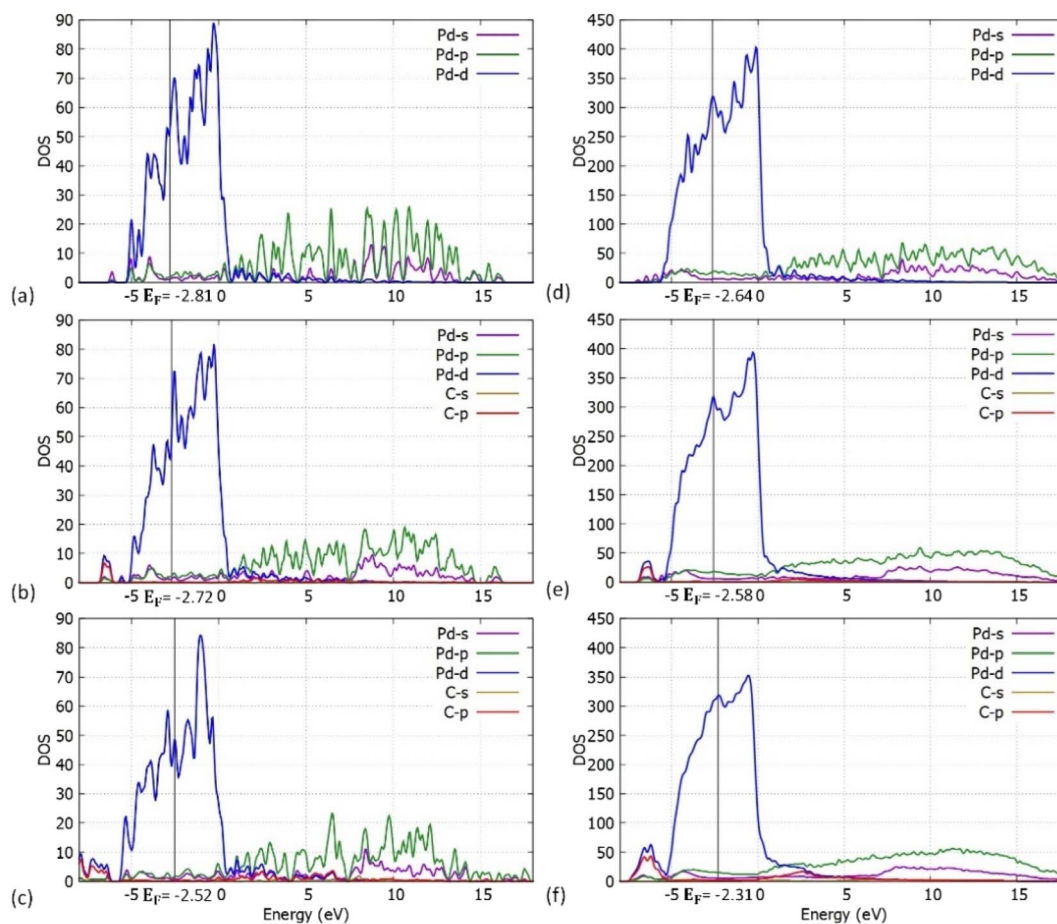 90
80
70
60
50
40
30
20
10
0
DOS
Pd-s
Pd-p
Pd-d
(a)
-5 E_F= -2.81 0 5 10 15
450
400
350
300
250
200
150
100
50
0
DOS
Pd-s
Pd-p
Pd-d
(d)
-5 E_F= -2.64 0 5 10 15
90
80
70
60
50
40
30
20
10
0
DOS
Pd-s
Pd-p
Pd-d
C-s
C-p
(b)
-5 E_F= -2.72 0 5 10 15
450
400
350
300
250
200
150
100
50
0
DOS
Pd-s
Pd-p
Pd-d
C-s
C-p
(e)
-5 E_F= -2.58 0 5 10 15
90
80
70
60
50
40
30
20
10
0
DOS
Pd-s
Pd-p
Pd-d
C-s
C-p
(c)
-5 E_F= -2.52 0 5 10 15
Energy (eV)
450
400
350
300
250
200
150
100
50
0
DOS
Pd-s
Pd-p
Pd-d
C-s
C-p
(f)
-5 E_F= -2.31 0 5 10 15
Energy (eV)